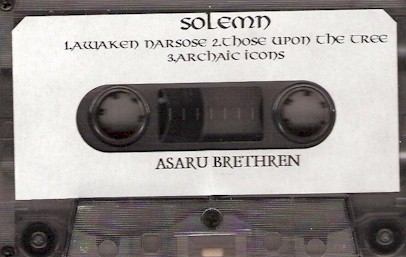 SOLEMN
1,AWAKEN NARSOSE 2.THOSE UPON THE TREE
3,ARCHAIC ICONS
ASARU BRETHREN